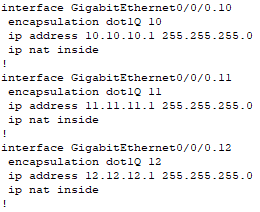 interface GigabitEthernet0/0/0.10
 encapsulation dot1Q 10
 ip address 10.10.10.1 255.255.255.0
 ip nat inside
!
interface GigabitEthernet0/0/0.11
 encapsulation dot1Q 11
 ip address 11.11.11.1 255.255.255.0
 ip nat inside
!
interface GigabitEthernet0/0/0.12
 encapsulation dot1Q 12
 ip address 12.12.12.1 255.255.255.0
 ip nat inside
!